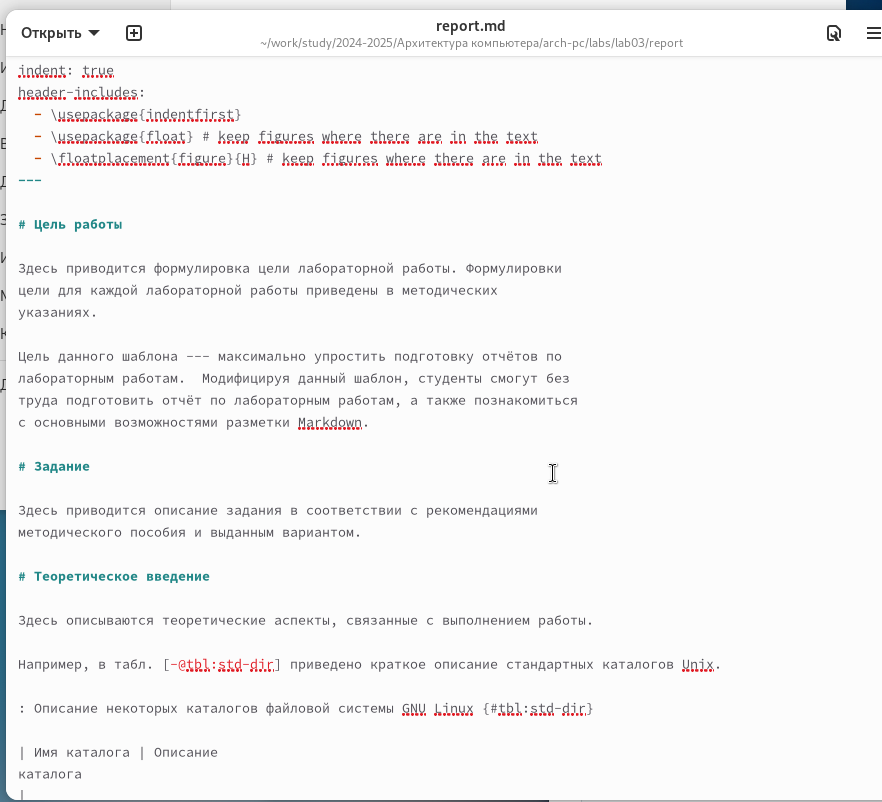 Открыть
report.md
~/work/study/2024-2025/Архитектура компьютера/arch-pc/labs/lab03/report
indent: true
header-includes:
- \usepackage{indentfirst}
- \usepackage{float} # keep figures where there are in the text
- \floatplacement{figure}{H} # keep figures where there are in the text
---
# Цель работы
Здесь приводится формулировка цели лабораторной работы. Формулировки
цели для каждой лабораторной работы приведены в методических
указаниях.
Цель данного шаблона --- максимально упростить подготовку отчётов по
лабораторным работам.  Модифицируя данный шаблон, студенты смогут без
труда подготовить отчёт по лабораторным работам, а также познакомиться
с основными возможностями разметки Markdown.
# Задание
Здесь приводится описание задания в соответствии с рекомендациями
методического пособия и выданным вариантом.
# Теоретическое введение
Здесь описываются теоретические аспекты, связанные с выполнением работы.
Например, в табл. [-@tbl:std-dir] приведено краткое описание стандартных каталогов Unix.
: Описание некоторых каталогов файловой системы GNU Linux {#tbl:std-dir}
| Имя каталога | Описание
каталога
|